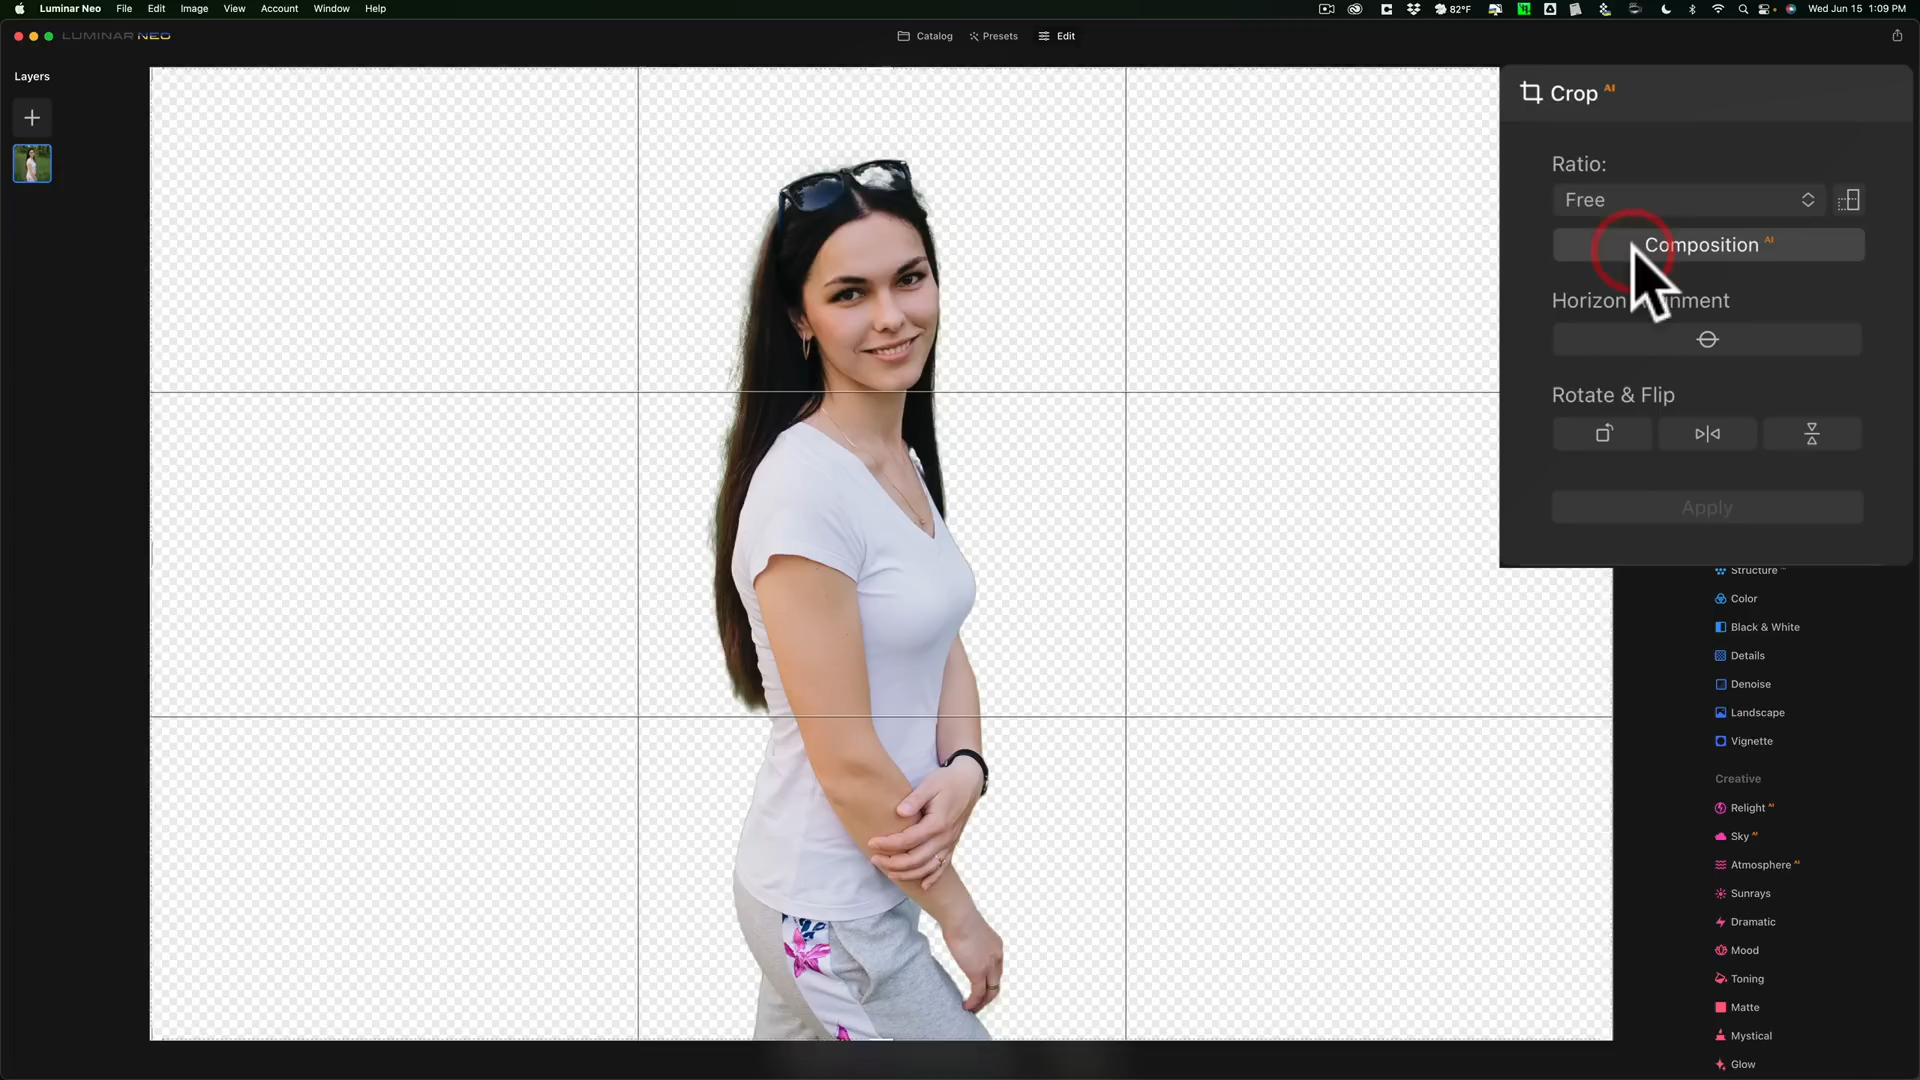 Luminar Neo File Edit Image View Account Window Help 82°F Wed Jun 15 1:09 PM
LUMINAR NEO Catalog Presets Edit
Layers
Crop AI
Ratio:
Free
Composition AI
Horizon nment
Rotate & Flip
Apply
Structure AI
Color
Black & White
Details
Denoise
Landscape
Vignette
Creative
Relight AI
Sky AI
Atmosphere AI
Sunrays
Dramatic
Mood
Toning
Matte
Mystical
Glow